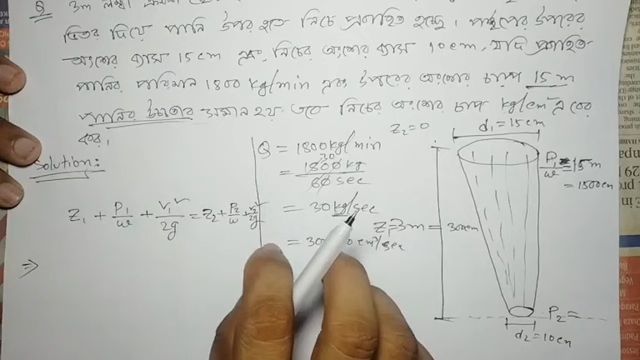 Q 3m লম্বা
ভিতর দিয়ে পানি উপর হতে নিচে প্রবাহিত হচ্ছে। পাইপের উপরের
অংশের ব্যাস 15 cm এবং নিচের অংশের ব্যাস 10 cm, যদি প্রবাহিত
পানির পরিমান 1800 kg/min এবং উপরের অংশের চাপ 15 m
পানির উচ্চতার সমান হয় তবে নিচের অংশের চাপ kg/cm² এ বের
কর।
Solution:
Z₁ + P₁/w + V₁²/2g = Z₂ + P₂/w + V₂²/2g
⇒
Q = 1800 kg/min
= 1800 kg / 60 sec
30
= 30 kg/sec
Z₂ = 0
d₁ = 15 cm
P₁/w = 15 m
= 1500 cm
Z₁ = 3m = 300 cm
P₂ =
d₂ = 10 cm